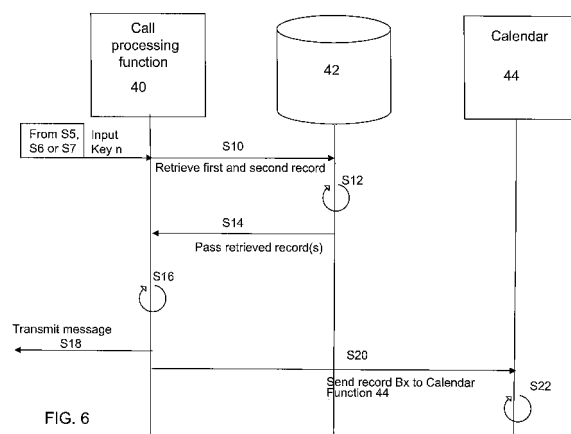 Call
processing
function
40
42
Calendar
44
From S5,
S6 or S7
Input
Key n
S10
Retrieve first and second record
S12
S14
Pass retrieved record(s)
S16
Transmit message
S18
S20
Send record Bx to Calendar
Function 44
S22
FIG. 6